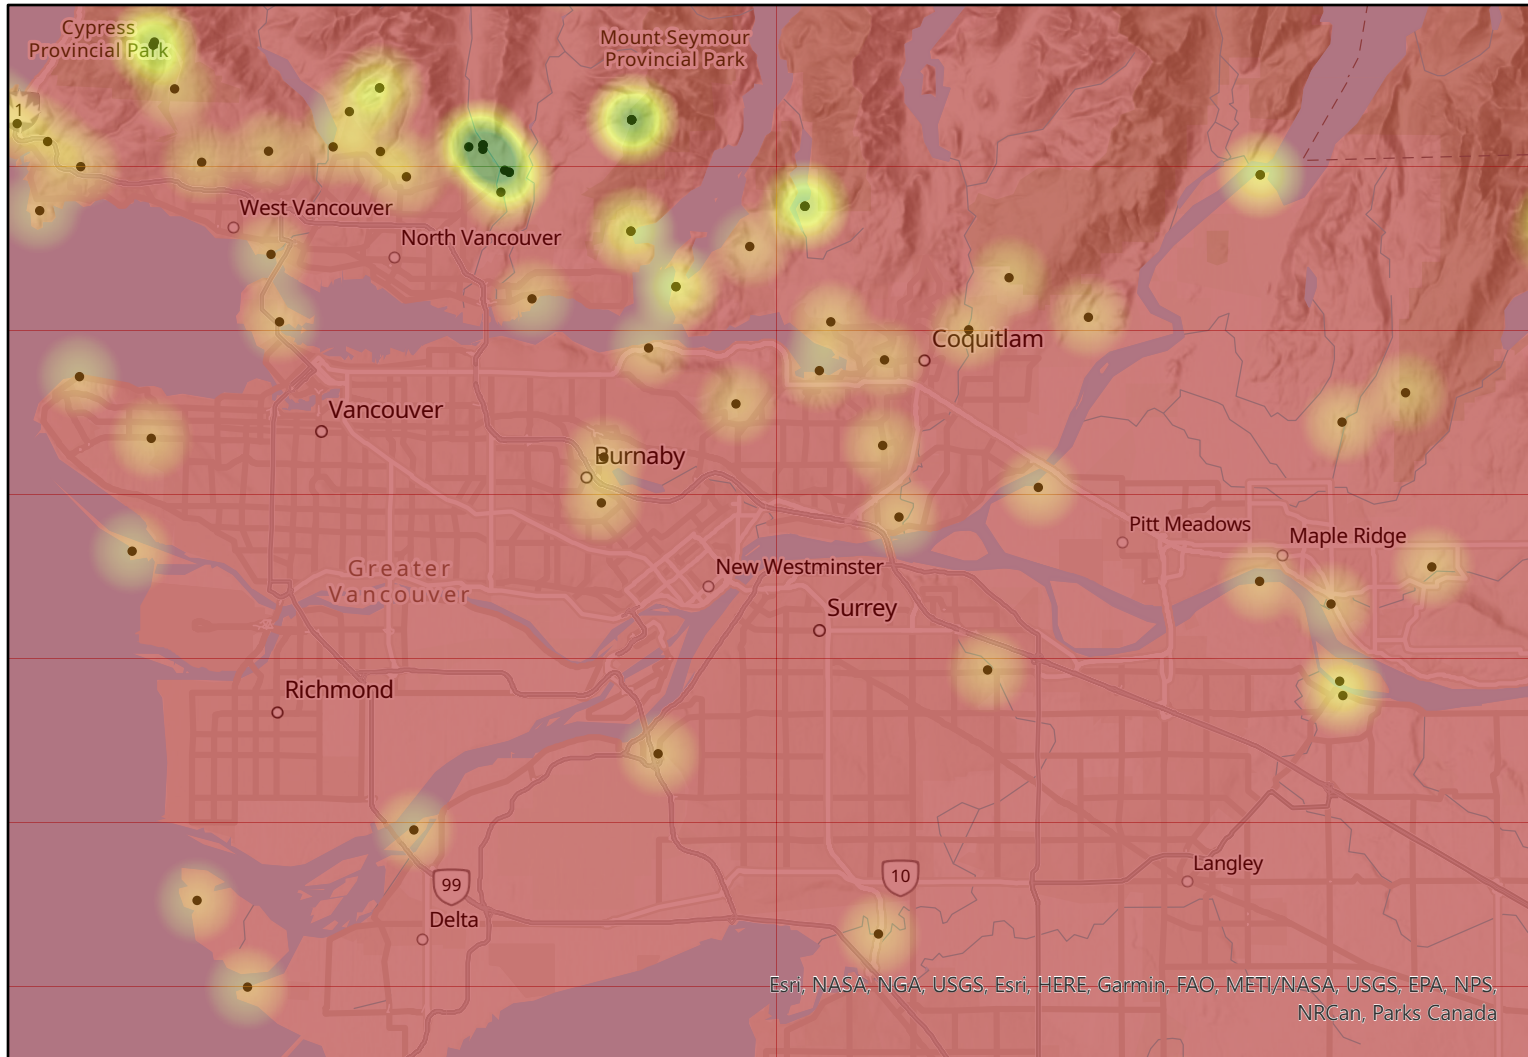 Cypress
Provincial Park
Mount Seymour
Provincial Park
1
West Vancouver
North Vancouver
Coquitlam
Vancouver
Burnaby
Pitt Meadows
Maple Ridge
Greater
Vancouver
New Westminster
Surrey
Richmond
Langley
99
10
Delta
Esri, NASA, NGA, USGS, Esri, HERE, Garmin, FAO, METI/NASA, USGS, EPA, NPS,
NRCan, Parks Canada